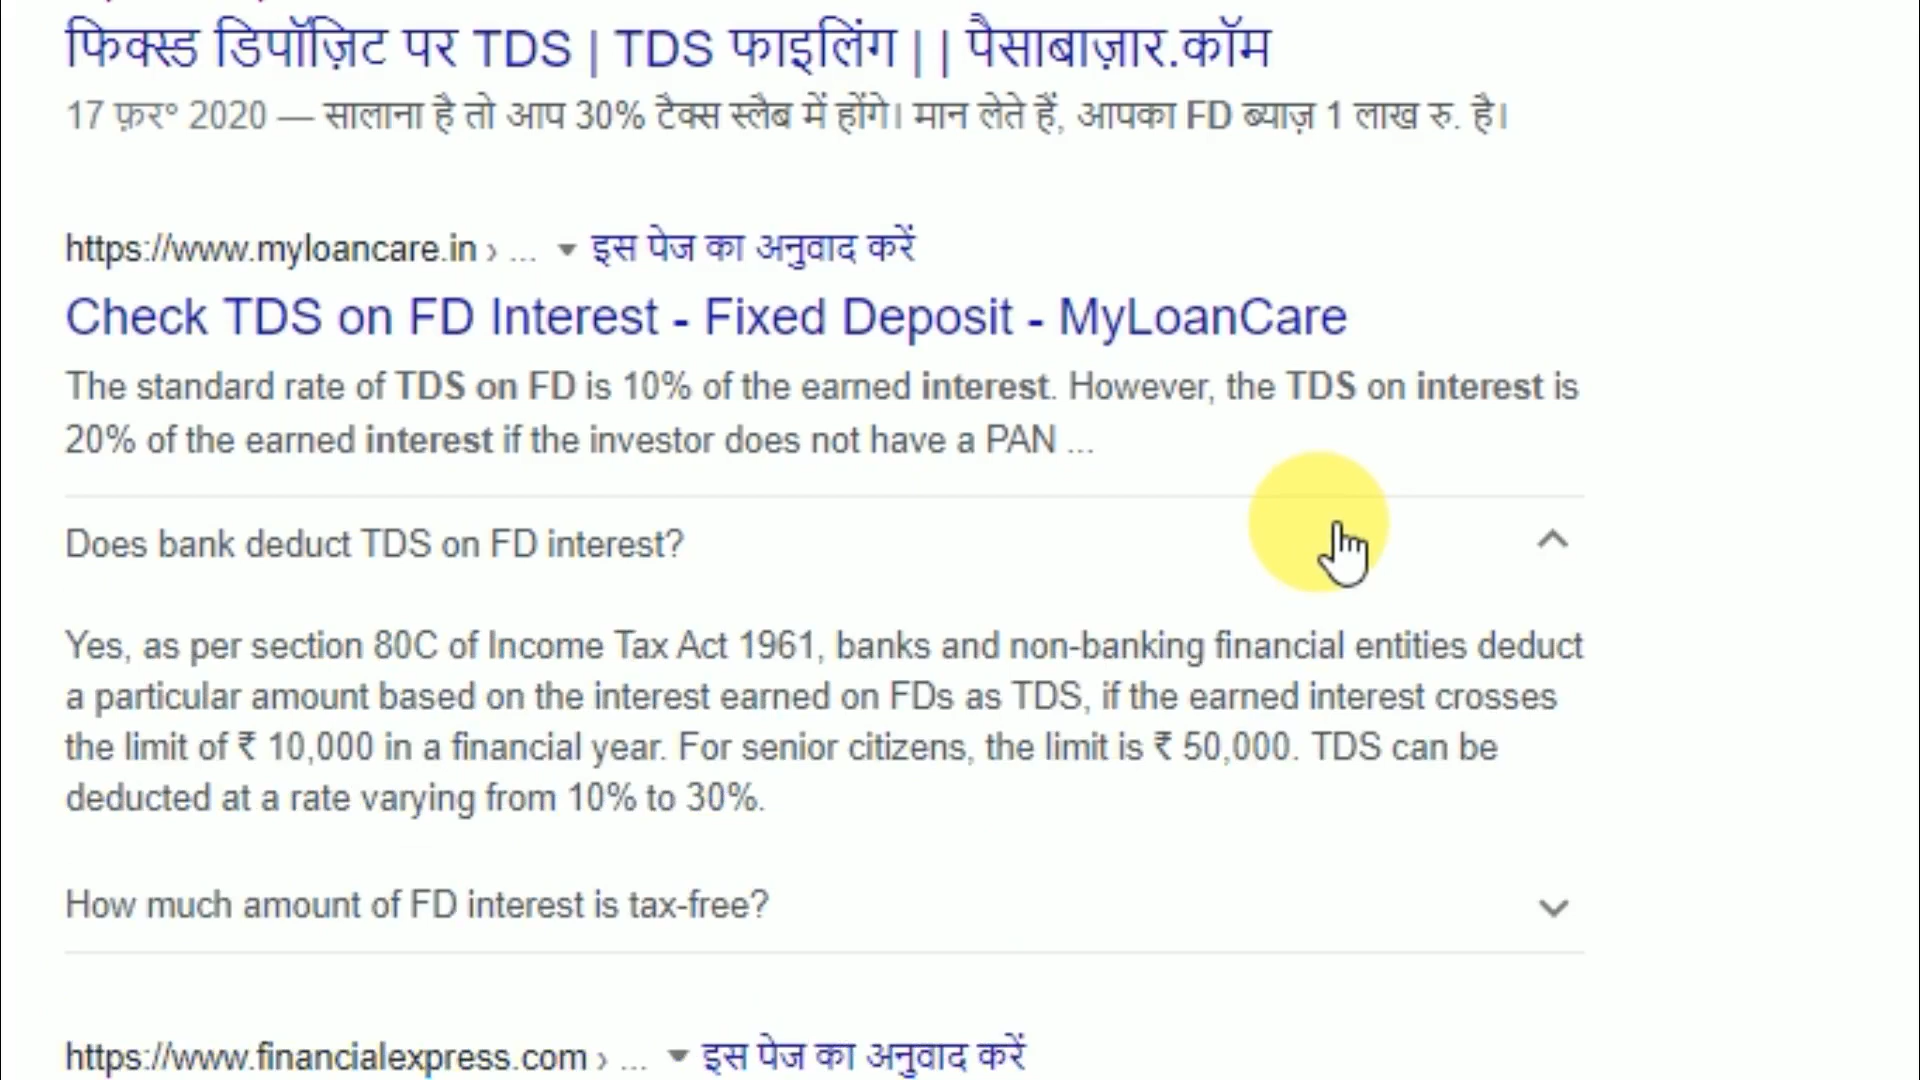 फिक्स्ड डिपॉज़िट पर TDS | TDS फाइलिंग | | पैसाबाज़ार.कॉम
17 फ़र॰ 2020 — सालाना है तो आप 30% टैक्स स्लैब में होंगे। मान लेते हैं, आपका FD ब्याज़ 1 लाख रु. है।
https://www.myloancare.in › ... ▾ इस पेज का अनुवाद करें
Check TDS on FD Interest - Fixed Deposit - MyLoanCare
The standard rate of TDS on FD is 10% of the earned interest. However, the TDS on interest is
20% of the earned interest if the investor does not have a PAN ...
Does bank deduct TDS on FD interest?
Yes, as per section 80C of Income Tax Act 1961, banks and non-banking financial entities deduct
a particular amount based on the interest earned on FDs as TDS, if the earned interest crosses
the limit of ₹ 10,000 in a financial year. For senior citizens, the limit is ₹ 50,000. TDS can be
deducted at a rate varying from 10% to 30%.
How much amount of FD interest is tax-free?
https://www.financialexpress.com › ... ▾ इस पेज का अनुवाद करें